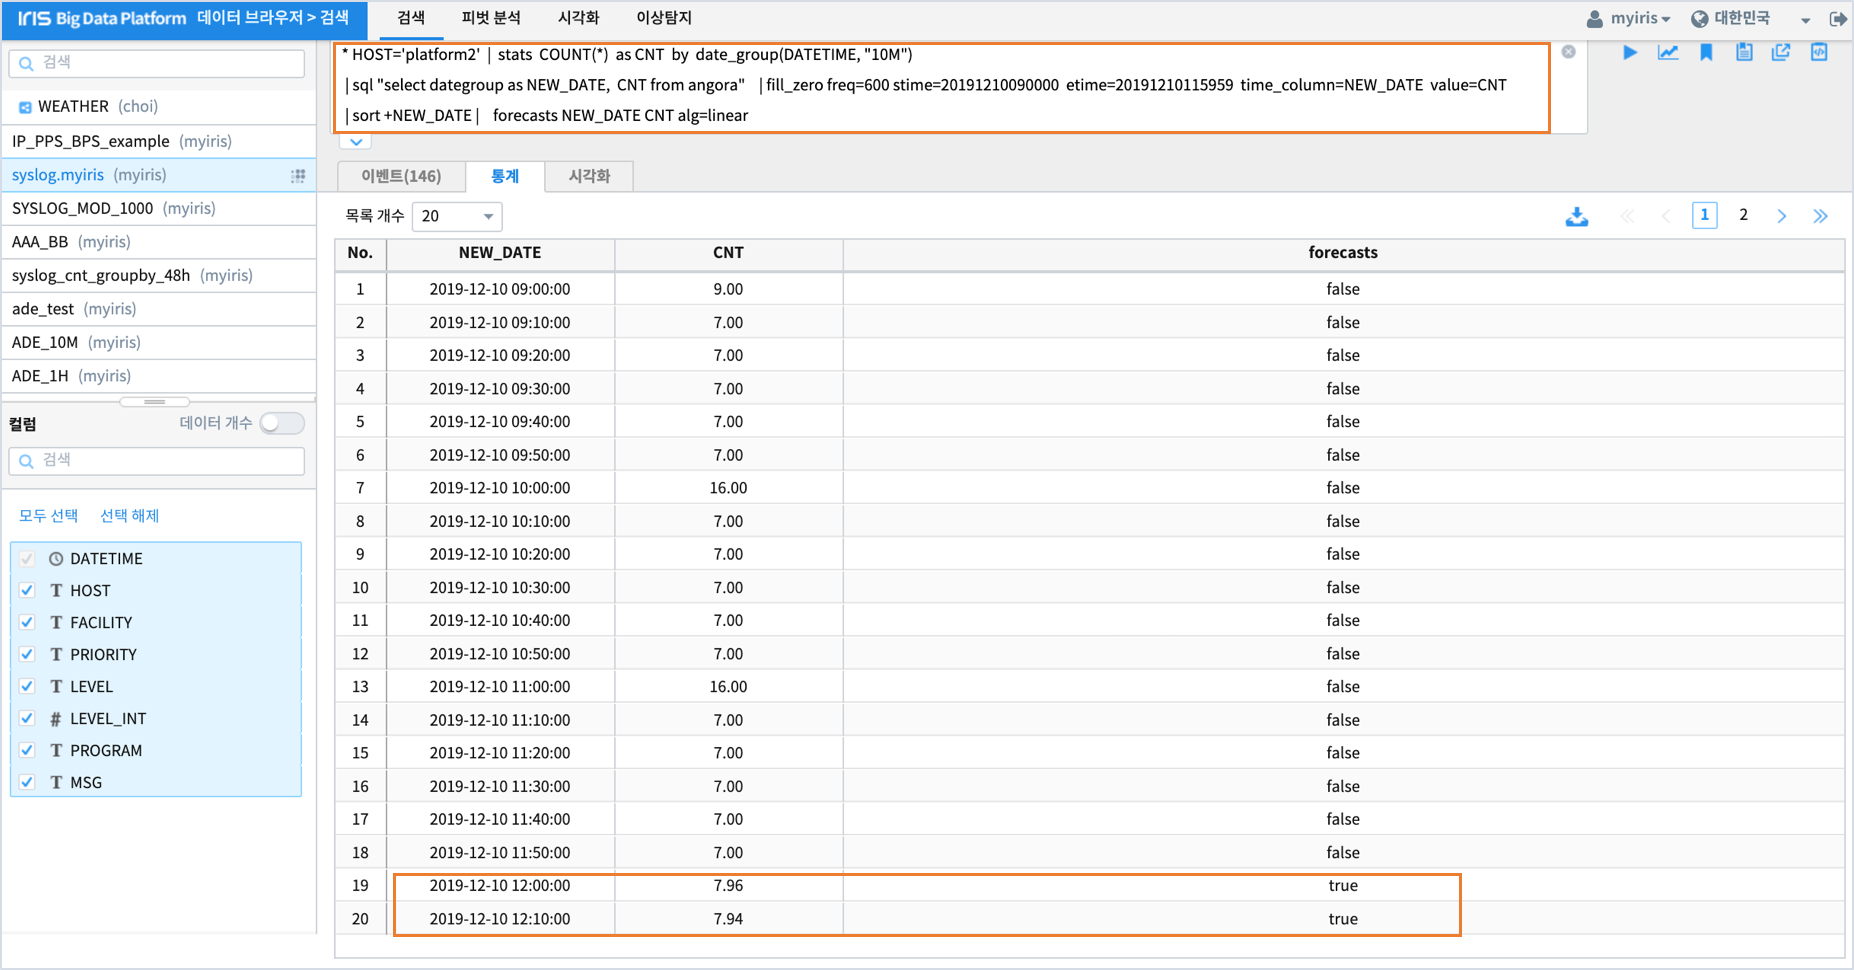 IRIS Big Data Platform 데이터 브라우저 > 검색 검색 피벗 분석 시각화 이상탐지 myiris 대한민국
검색
WEATHER (choi)
IP_PPS_BPS_example (myiris)
syslog.myiris (myiris)
SYSLOG_MOD_1000 (myiris)
AAA_BB (myiris)
syslog_cnt_groupby_48h (myiris)
ade_test (myiris)
ADE_10M (myiris)
ADE_1H (myiris)
컬럼 데이터 개수
검색
모두 선택 선택 해제
DATETIME
T HOST
T FACILITY
T PRIORITY
T LEVEL
# LEVEL_INT
T PROGRAM
T MSG
* HOST='platform2' | stats COUNT(*) as CNT by date_group(DATETIME, "10M")
| sql "select dategroup as NEW_DATE, CNT from angora" | fill_zero freq=600 stime=20191210090000 etime=20191210115959 time_column=NEW_DATE value=CNT
| sort +NEW_DATE | forecasts NEW_DATE CNT alg=linear
이벤트(146) 통계 시각화
목록 개수 20 1 2
No. NEW_DATE CNT forecasts
1 2019-12-10 09:00:00 9.00 false
2 2019-12-10 09:10:00 7.00 false
3 2019-12-10 09:20:00 7.00 false
4 2019-12-10 09:30:00 7.00 false
5 2019-12-10 09:40:00 7.00 false
6 2019-12-10 09:50:00 7.00 false
7 2019-12-10 10:00:00 16.00 false
8 2019-12-10 10:10:00 7.00 false
9 2019-12-10 10:20:00 7.00 false
10 2019-12-10 10:30:00 7.00 false
11 2019-12-10 10:40:00 7.00 false
12 2019-12-10 10:50:00 7.00 false
13 2019-12-10 11:00:00 16.00 false
14 2019-12-10 11:10:00 7.00 false
15 2019-12-10 11:20:00 7.00 false
16 2019-12-10 11:30:00 7.00 false
17 2019-12-10 11:40:00 7.00 false
18 2019-12-10 11:50:00 7.00 false
19 2019-12-10 12:00:00 7.96 true
20 2019-12-10 12:10:00 7.94 true